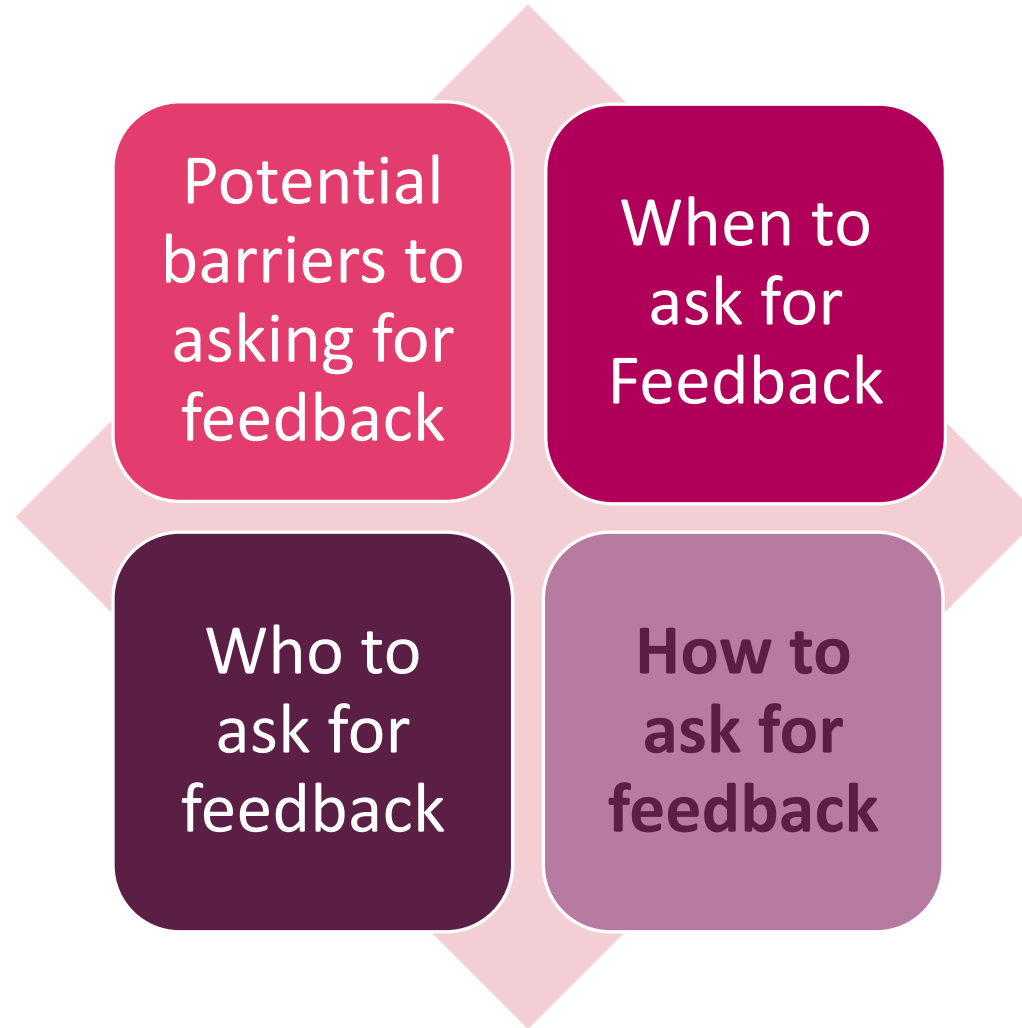 Potential
barriers to
asking for
feedback
When to
ask for
Feedback
Who to
ask for
feedback
How to
ask for
feedback